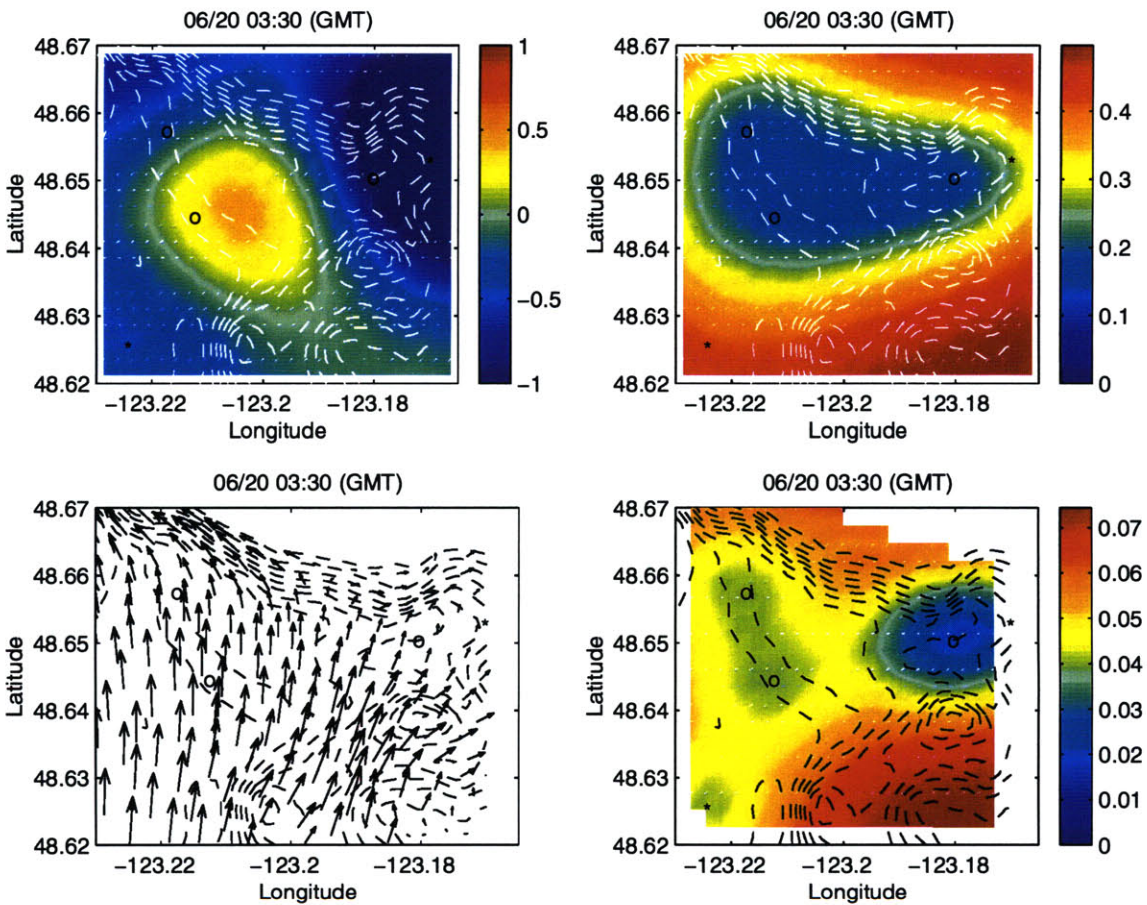 06/20 03:30 (GMT)
48.67
48.66
48.65
48.64
48.63
48.62
Latitude
−123.22
−123.2
−123.18
Longitude
1
0.5
0
−0.5
−1
O
O
O
*
*
06/20 03:30 (GMT)
48.67
48.66
48.65
48.64
48.63
48.62
Latitude
−123.22
−123.2
−123.18
Longitude
0.4
0.3
0.2
0.1
0
O
O
O
*
*
06/20 03:30 (GMT)
48.67
48.66
48.65
48.64
48.63
48.62
Latitude
−123.22
−123.2
−123.18
Longitude
O
O
O
*
06/20 03:30 (GMT)
48.67
48.66
48.65
48.64
48.63
48.62
Latitude
−123.22
−123.2
−123.18
Longitude
0.07
0.06
0.05
0.04
0.03
0.02
0.01
0
O
O
O
*
*